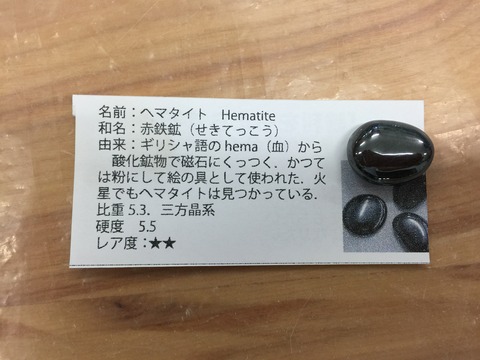 名前：ヘマタイト　Hematite
和名：赤鉄鉱（せきてっこう）
由来：ギリシャ語の hema（血）から
　酸化鉱物で磁石にくっつく．かつて
は粉にして絵の具として使われた．火
星でもヘマタイトは見つかっている．
比重 5.3．三方晶系
硬度　5.5
レア度：★★